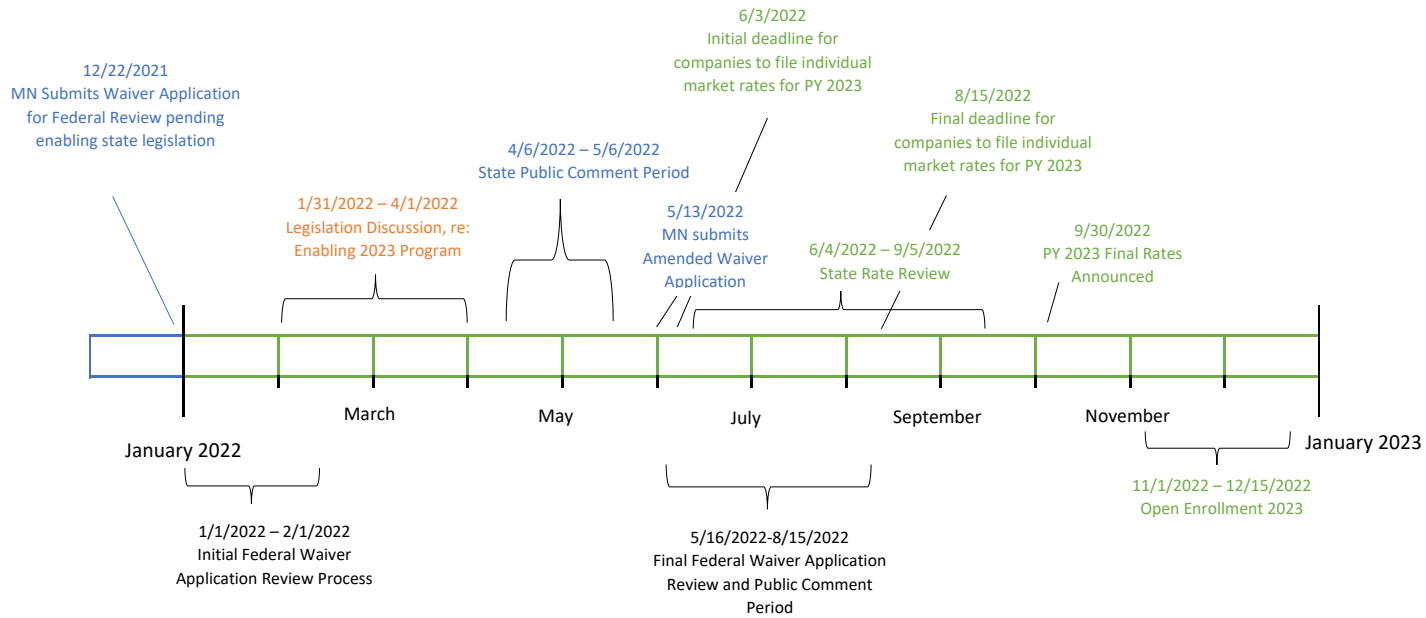 6/3/2022
Initial deadline for
companies to file individual
market rates for PY 2023
12/22/2021
MN Submits Waiver Application
for Federal Review pending
enabling state legislation
8/15/2022
Final deadline for
companies to file individual
market rates for PY 2023
4/6/2022 – 5/6/2022
State Public Comment Period
1/31/2022 – 4/1/2022
Legislation Discussion, re:
Enabling 2023 Program
5/13/2022
MN submits
Amended Waiver
Application
6/4/2022 – 9/5/2022
State Rate Review
9/30/2022
PY 2023 Final Rates
Announced
March
May
July
September
November
January 2022
January 2023
11/1/2022 – 12/15/2022
Open Enrollment 2023
1/1/2022 – 2/1/2022
Initial Federal Waiver
Application Review Process
5/16/2022-8/15/2022
Final Federal Waiver Application
Review and Public Comment
Period